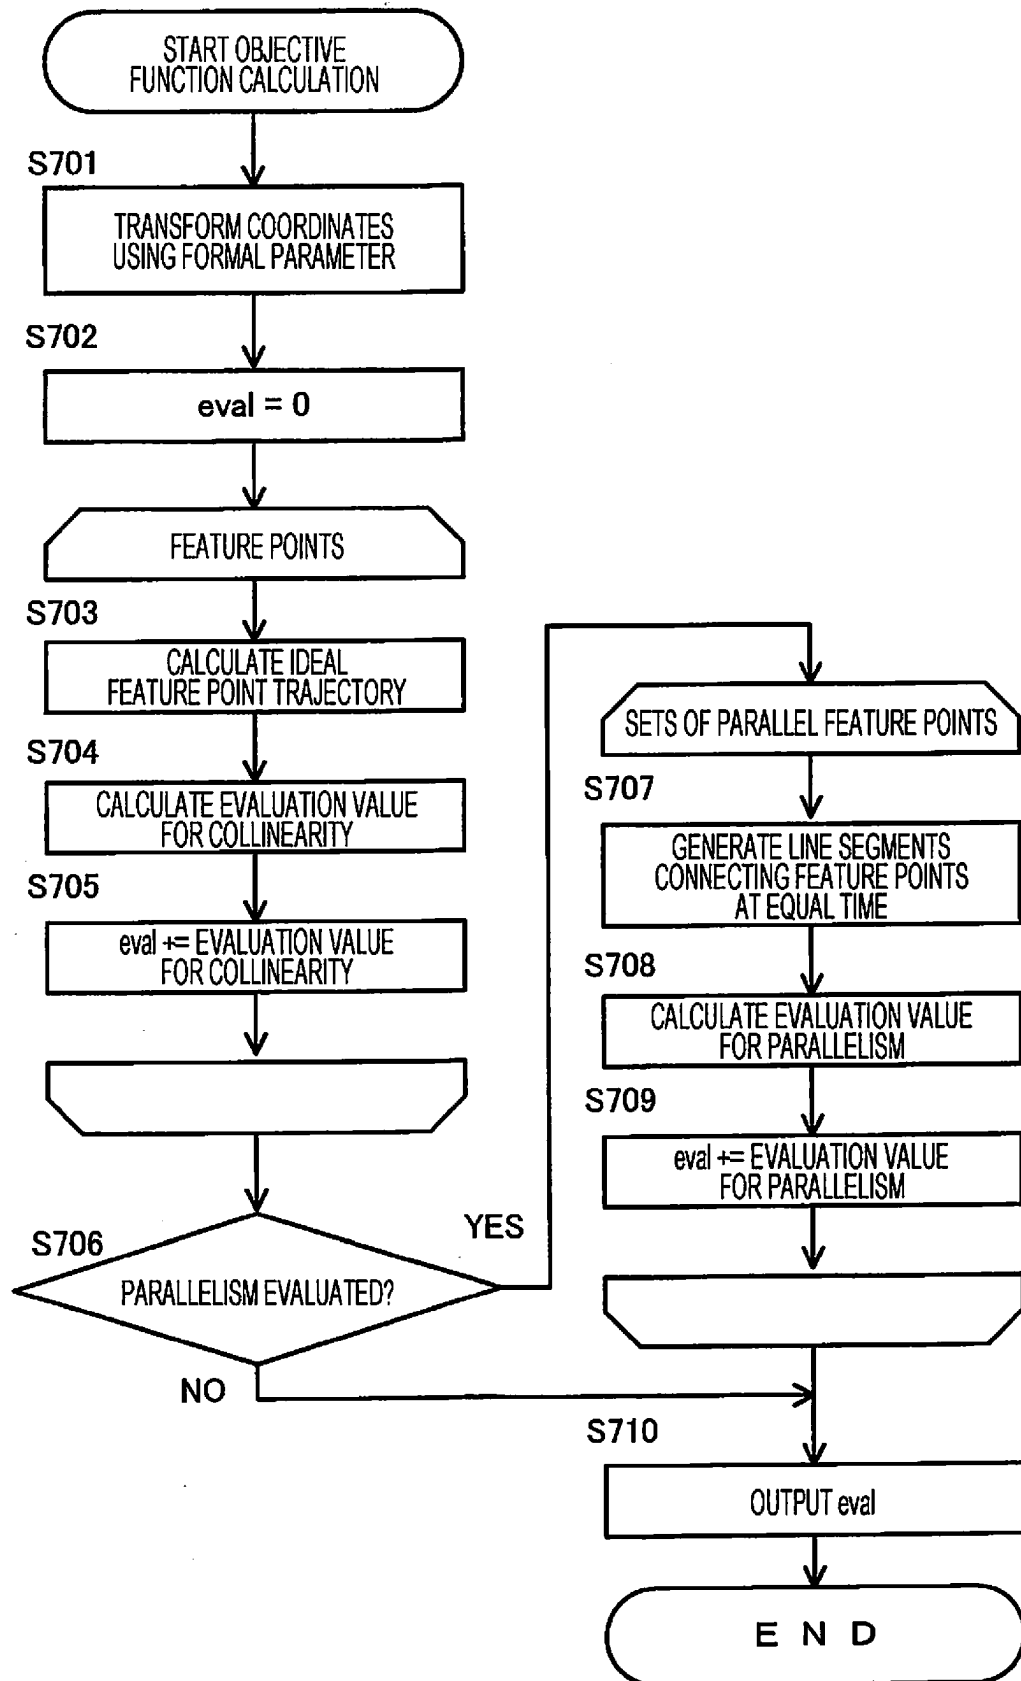 START OBJECTIVE
FUNCTION CALCULATION
S701
TRANSFORM COORDINATES
USING FORMAL PARAMETER
S702
eval = 0
FEATURE POINTS
S703
CALCULATE IDEAL
FEATURE POINT TRAJECTORY
S704
CALCULATE EVALUATION VALUE
FOR COLLINEARITY
S705
eval += EVALUATION VALUE
FOR COLLINEARITY
S706
PARALLELISM EVALUATED?
YES
NO
SETS OF PARALLEL FEATURE POINTS
S707
GENERATE LINE SEGMENTS
CONNECTING FEATURE POINTS
AT EQUAL TIME
S708
CALCULATE EVALUATION VALUE
FOR PARALLELISM
S709
eval += EVALUATION VALUE
FOR PARALLELISM
S710
OUTPUT eval
E N D